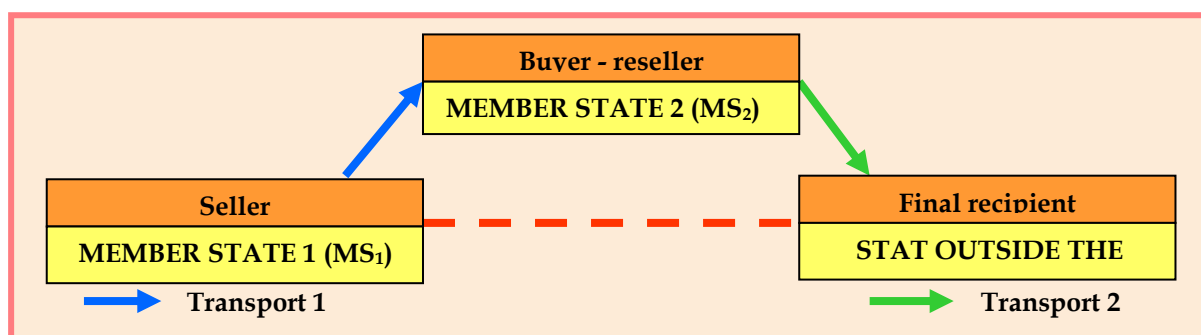 Buyer - reseller
MEMBER STATE 2 (MS₂)
Seller
MEMBER STATE 1 (MS₁)
Final recipient
STAT OUTSIDE THE
Transport 1
Transport 2